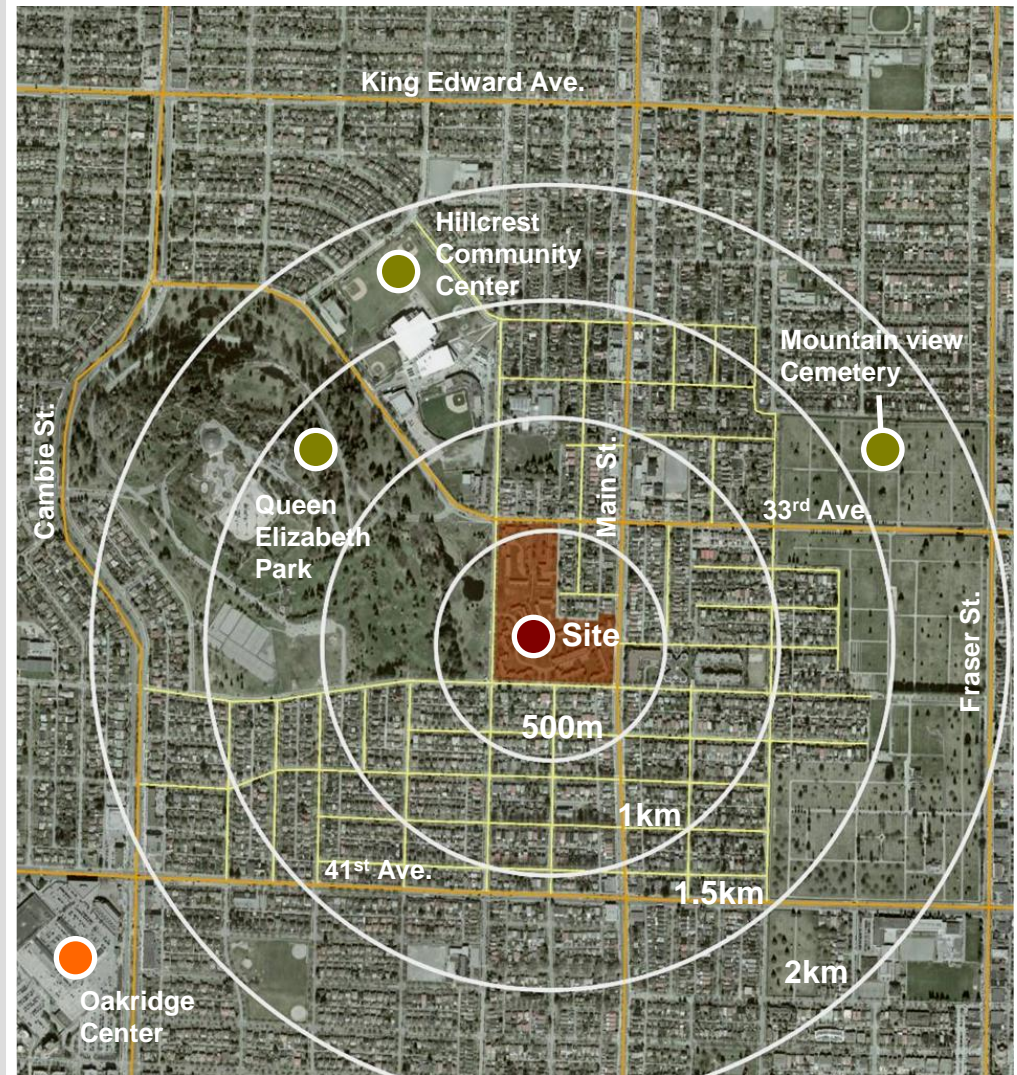 King Edward Ave.
Hillcrest
Community
Center
Mountain view
Cemetery
Cambie St.
Main St.
Queen
Elizabeth
Park
33rd Ave.
Site
Fraser St.
500m
1km
41st Ave.
1.5km
2km
Oakridge
Center